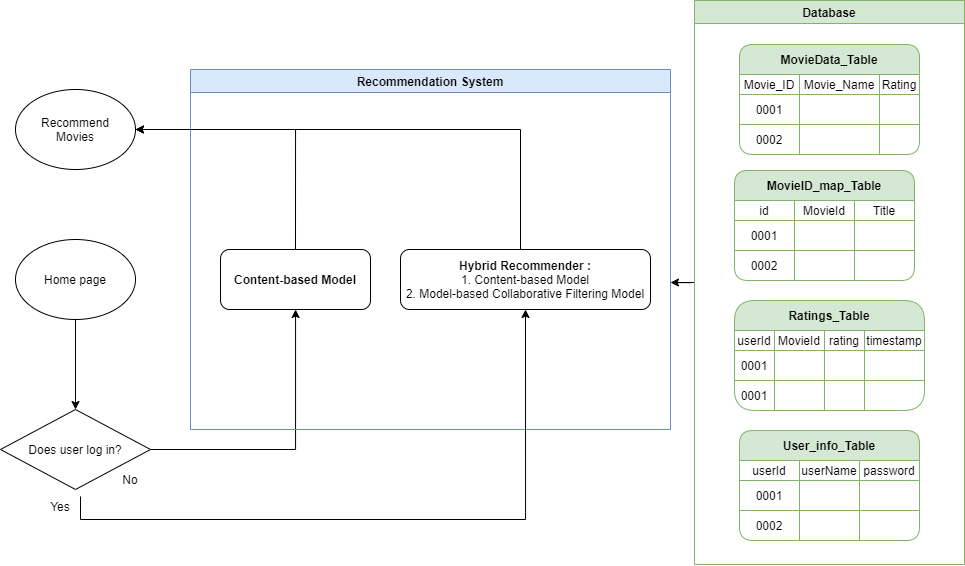 Database
MovieData_Table
Movie_ID Movie_Name Rating
0001
0002
Recommendation System
Recommend
Movies
MovieID_map_Table
id MovieId Title
0001
0002
Home page
Content-based Model
Hybrid Recommender :
1. Content-based Model
2. Model-based Collaborative Filtering Model
Ratings_Table
userId MovieId rating timestamp
0001
0001
Does user log in?
No
Yes
User_info_Table
userId userName password
0001
0002